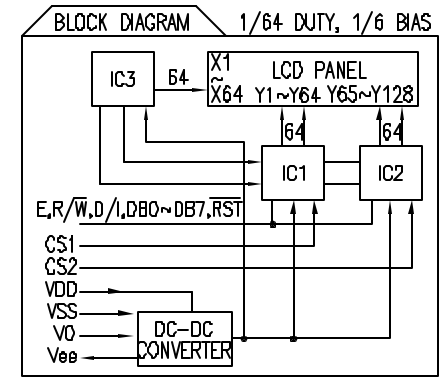 BLOCK DIAGRAM 1/64 DUTY, 1/6 BIAS
IC3
64
X1
~
X64
LCD PANEL
Y1~Y64 Y65~Y128
64
64
IC1
IC2
E,R/W̅,D/I,DB0~DB7,R̅S̅T̅
CS1
CS2
VDD
VSS
V0
Vee
DC-DC
CONVERTER